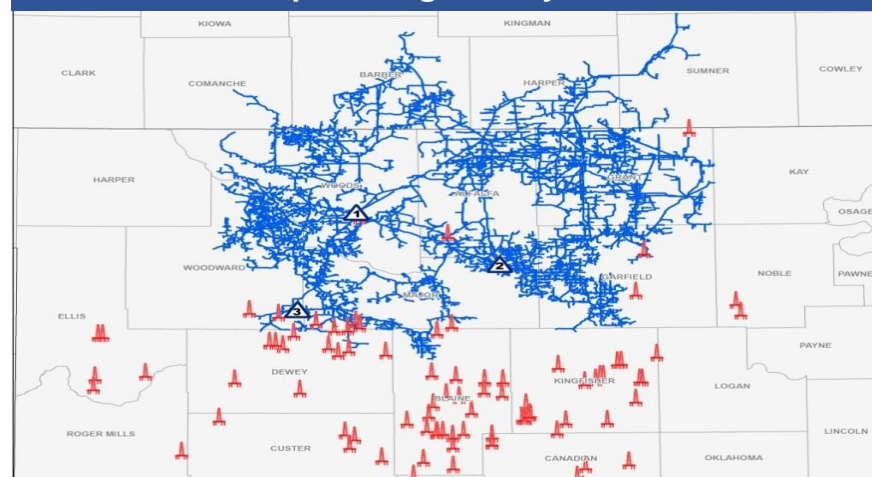 KIOWA
KINGMAN
CLARK
COMANCHE
BARBER
HARPER
SUMNER
COWLEY
HARPER
WOODS
ALFALFA
GRANT
KAY
OSAGE
1
2
3
WOODWARD
MAJOR
GARFIELD
NOBLE
PAWNE
ELLIS
DEWEY
BLAINE
KINGFISHER
LOGAN
PAYNE
ROGER MILLS
CUSTER
CANADIAN
OKLAHOMA
LINCOLN